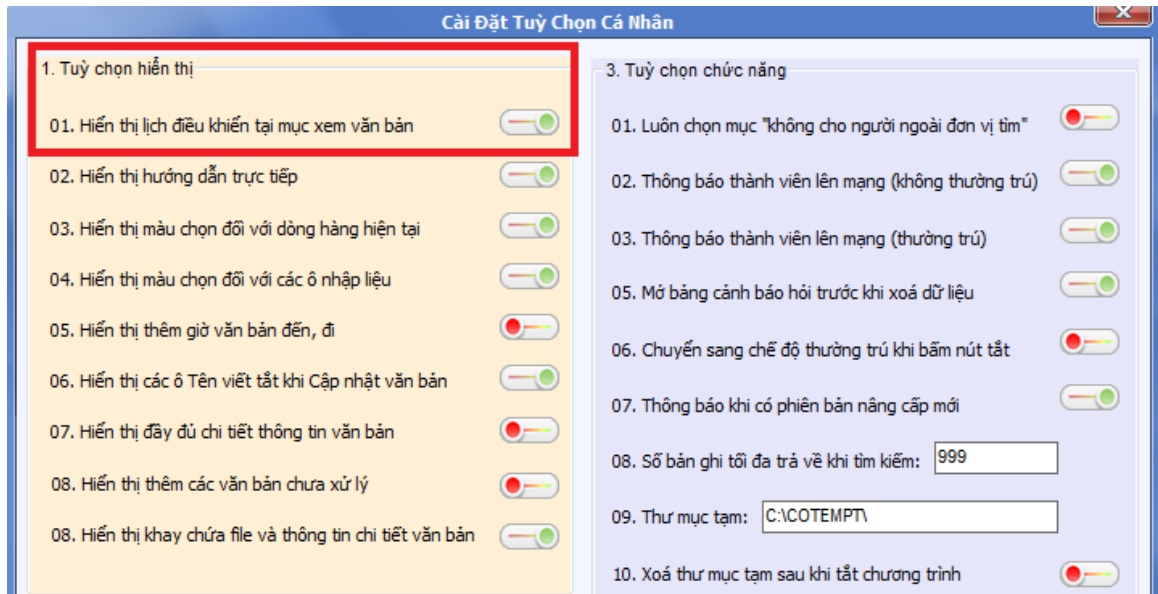 Cài Đặt Tuỳ Chọn Cá Nhân
1. Tuỳ chọn hiển thị
01. Hiển thị lịch điều khiển tại mục xem văn bản
02. Hiển thị hướng dẫn trực tiếp
03. Hiển thị màu chọn đối với dòng hàng hiện tại
04. Hiển thị màu chọn đối với các ô nhập liệu
05. Hiển thị thêm giờ văn bản đến, đi
06. Hiển thị các ô Tên viết tắt khi Cập nhật văn bản
07. Hiển thị đầy đủ chi tiết thông tin văn bản
08. Hiển thị thêm các văn bản chưa xử lý
08. Hiển thị khay chứa file và thông tin chi tiết văn bản
3. Tuỳ chọn chức năng
01. Luôn chọn mục "không cho người ngoài đơn vị tìm"
02. Thông báo thành viên lên mạng (không thường trú)
03. Thông báo thành viên lên mạng (thường trú)
05. Mở bảng cảnh báo hỏi trước khi xoá dữ liệu
06. Chuyển sang chế độ thường trú khi bấm nút tắt
07. Thông báo khi có phiên bản nâng cấp mới
08. Số bản ghi tối đa trả về khi tìm kiếm: 999
09. Thư mục tạm: C:\COTEMPT\
10. Xoá thư mục tạm sau khi tắt chương trình